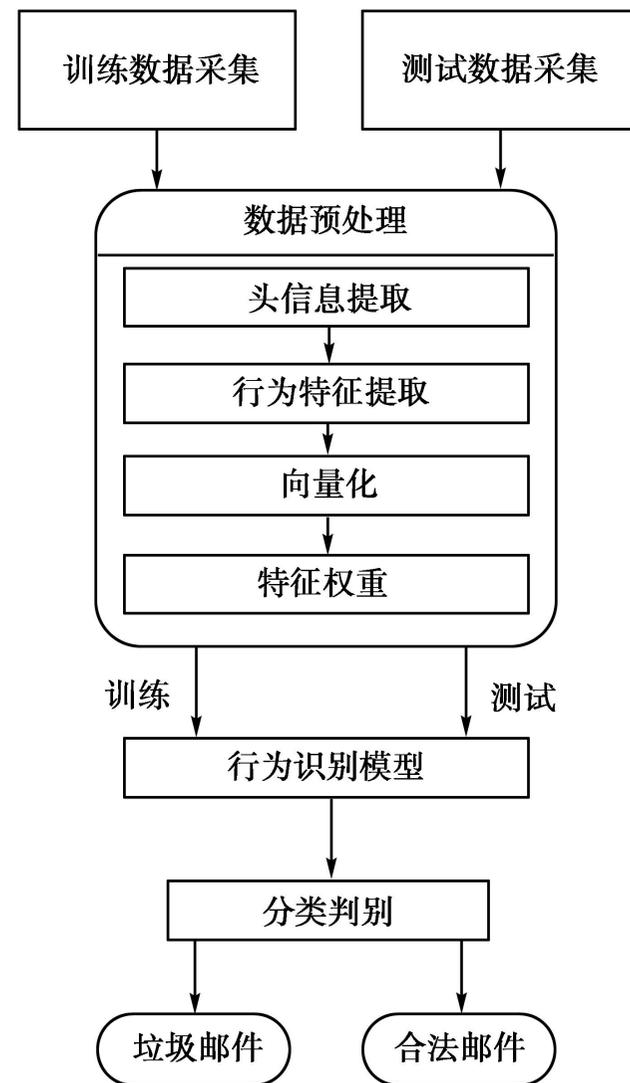 训练数据采集
测试数据采集
数据预处理
头信息提取
行为特征提取
向量化
特征权重
训练
测试
行为识别模型
分类判别
垃圾邮件
合法邮件